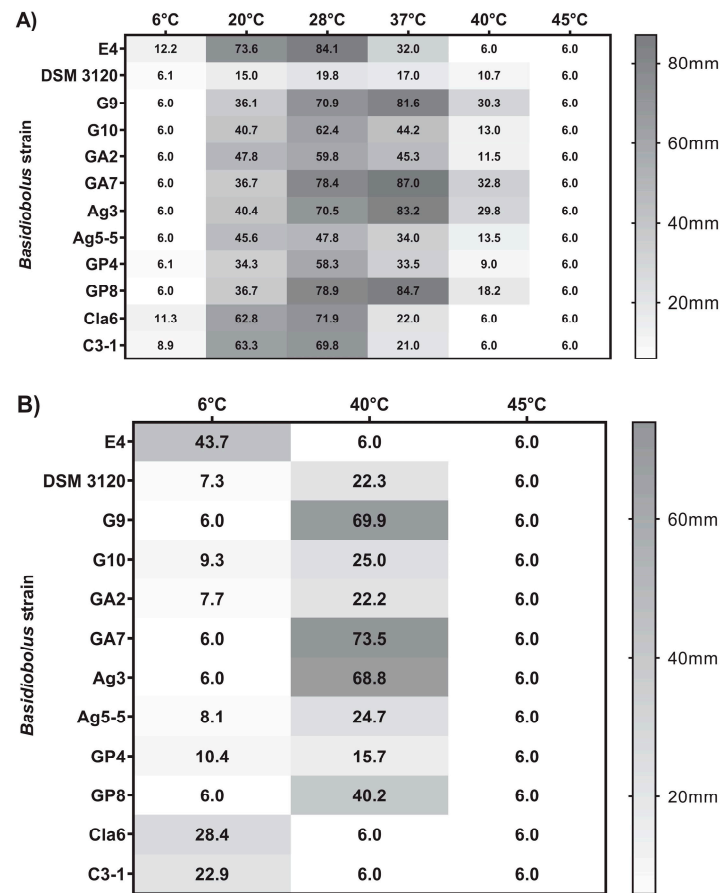 A)
6°C 20°C 28°C 37°C 40°C 45°C
E4 12.2 73.6 84.1 32.0 6.0 6.0
DSM 3120 6.1 15.0 19.8 17.0 10.7 6.0
G9 6.0 36.1 70.9 81.6 30.3 6.0
G10 6.0 40.7 62.4 44.2 13.0 6.0
GA2 6.0 47.8 59.8 45.3 11.5 6.0
GA7 6.0 36.7 78.4 87.0 32.8 6.0
Ag3 6.0 40.4 70.5 83.2 29.8 6.0
Ag5-5 6.0 45.6 47.8 34.0 13.5 6.0
GP4 6.1 34.3 58.3 33.5 9.0 6.0
GP8 6.0 36.7 78.9 84.7 18.2 6.0
Cla6 11.3 62.8 71.9 22.0 6.0 6.0
C3-1 8.9 63.3 69.8 21.0 6.0 6.0
Basidiobolus strain
80mm
60mm
40mm
20mm
B)
6°C 40°C 45°C
E4 43.7 6.0 6.0
DSM 3120 7.3 22.3 6.0
G9 6.0 69.9 6.0
G10 9.3 25.0 6.0
GA2 7.7 22.2 6.0
GA7 6.0 73.5 6.0
Ag3 6.0 68.8 6.0
Ag5-5 8.1 24.7 6.0
GP4 10.4 15.7 6.0
GP8 6.0 40.2 6.0
Cla6 28.4 6.0 6.0
C3-1 22.9 6.0 6.0
Basidiobolus strain
60mm
40mm
20mm